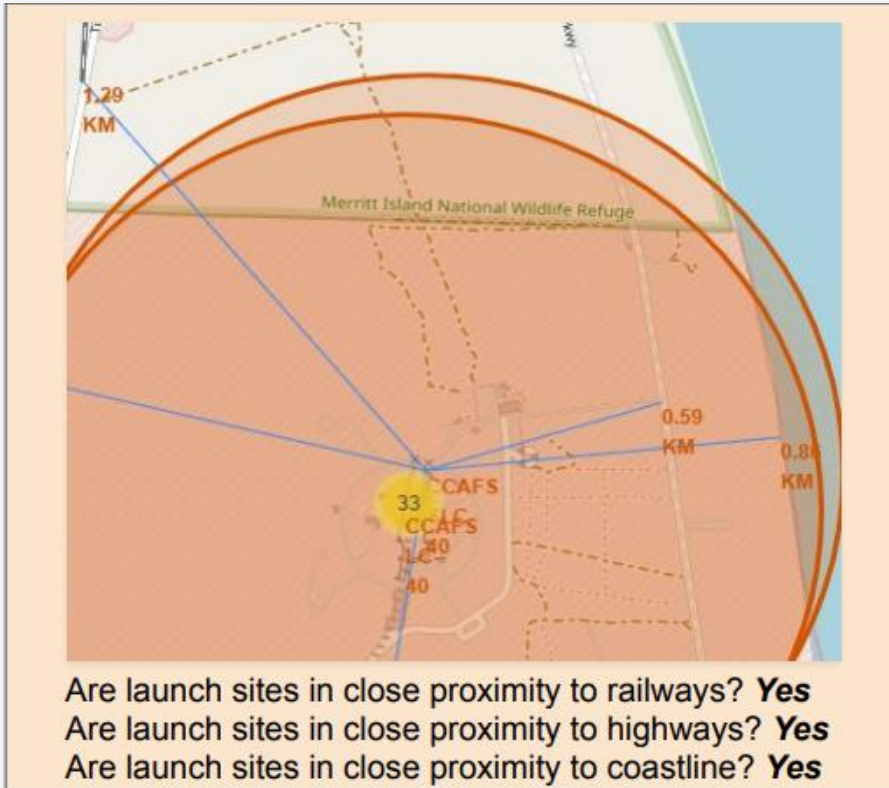 1.29
KM
Merritt Island National Wildlife Refuge
0.59
KM
KM
33
CCAFS
CCAFS
40
LC-
40
Are launch sites in close proximity to railways? Yes
Are launch sites in close proximity to highways? Yes
Are launch sites in close proximity to coastline? Yes